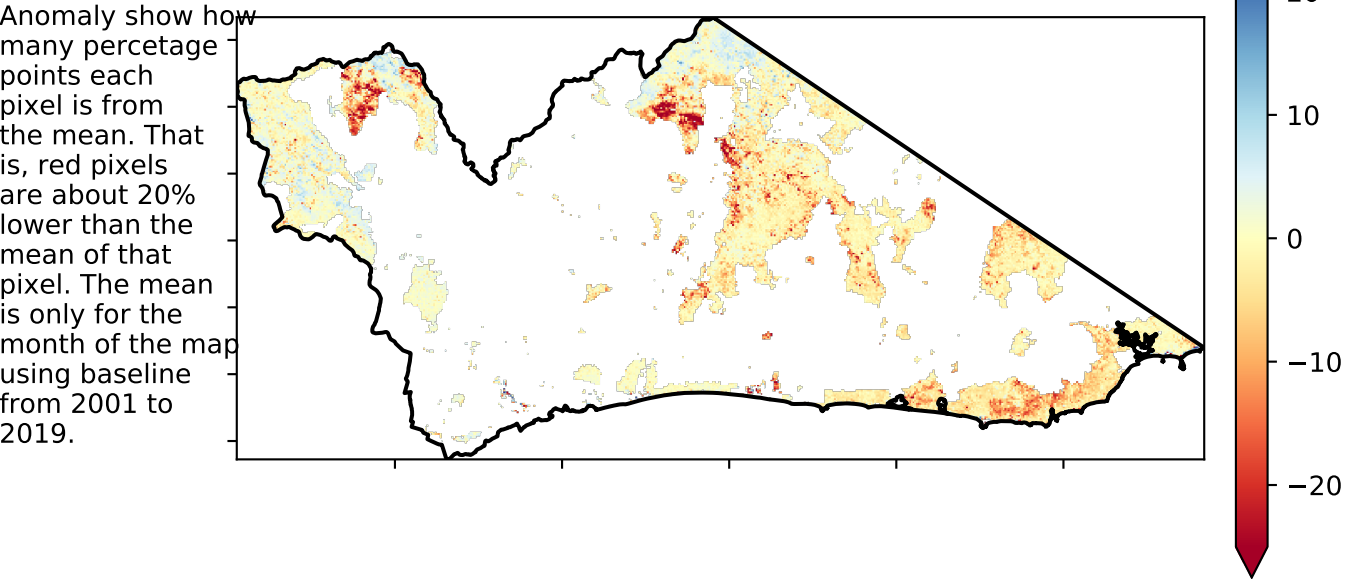 Anomaly show how
many percetage
points each
pixel is from
the mean. That
is, red pixels
are about 20%
lower than the
mean of that
pixel. The mean
is only for the
month of the map
using baseline
from 2001 to
2019.
10
0
−10
−20